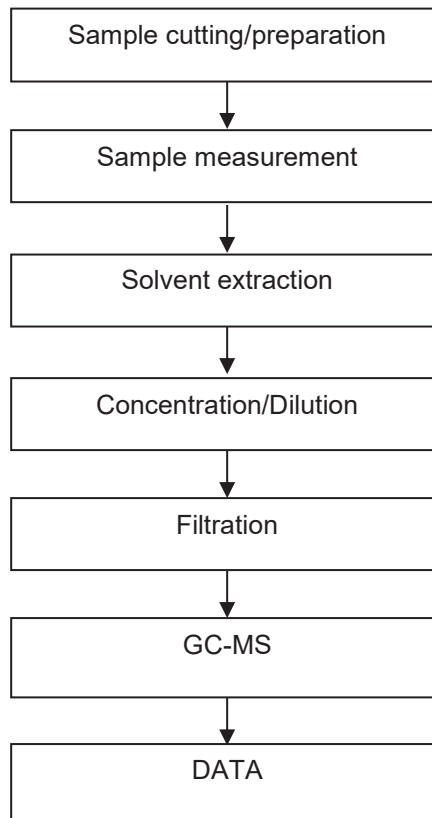 Sample cutting/preparation
Sample measurement
Solvent extraction
Concentration/Dilution
Filtration
GC-MS
DATA